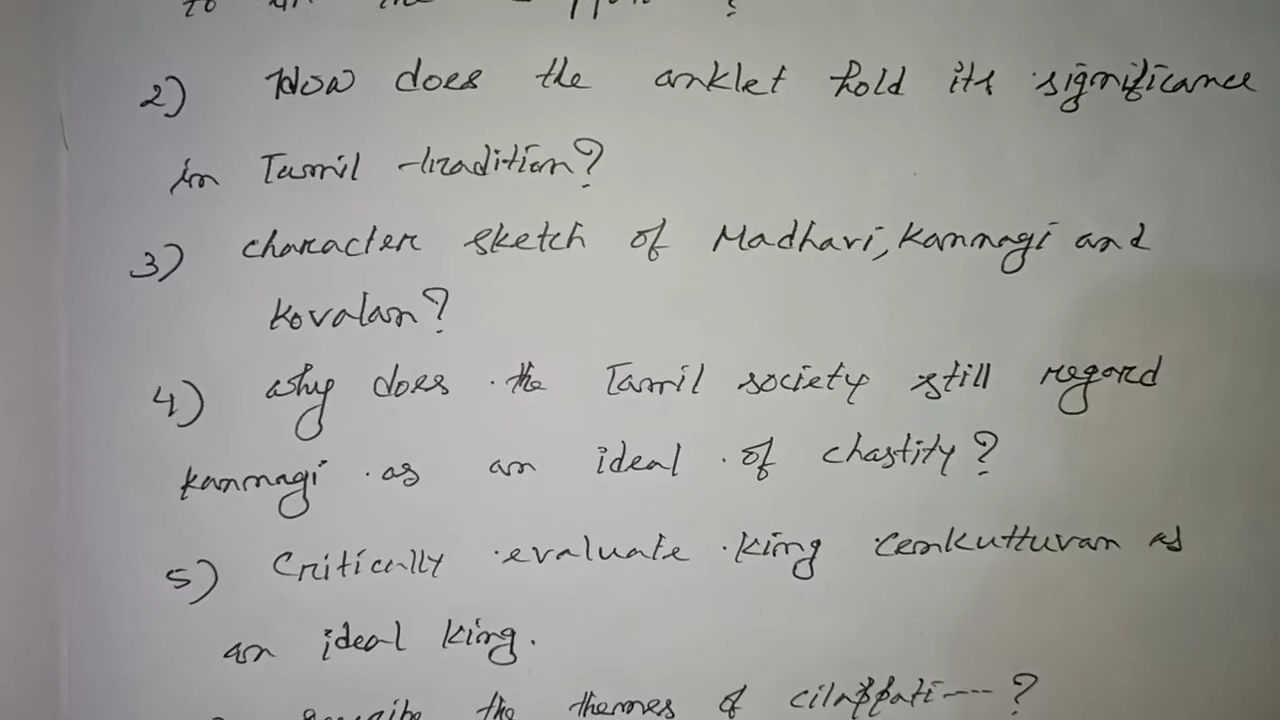 2) How does the anklet hold its significance
in Tamil tradition?
3) character sketch of Madhavi, Kannagi and
Kovalan?
4) why does the Tamil society still regard
kannagi as an ideal of chastity?
5) Critically evaluate king cenkuttuvan as
an ideal king.
the themes of cilappati---- ?